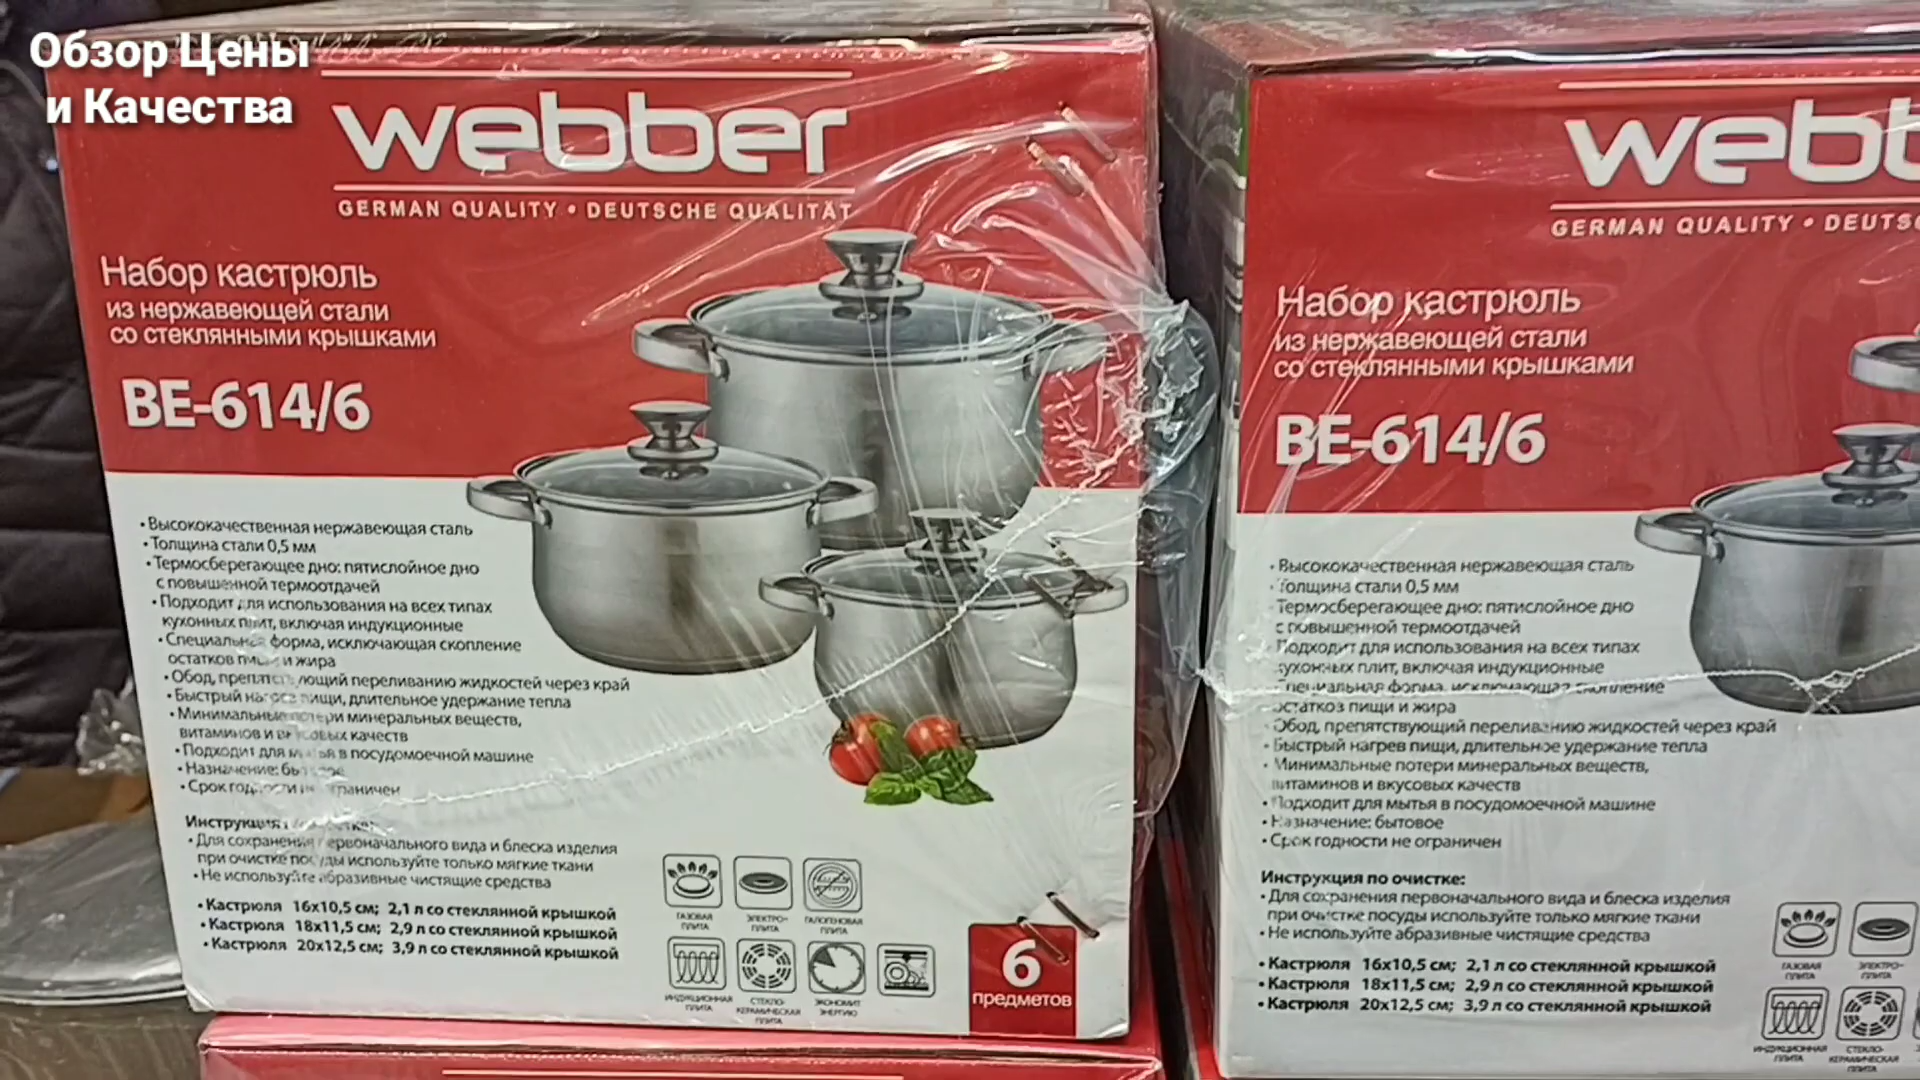 Обзор Цены
и Качества
webber
GERMAN QUALITY • DEUTSCHE QUALITÄT
Набор кастрюль
из нержавеющей стали
со стеклянными крышками
BE-614/6
• Высококачественная нержавеющая сталь
• Толщина стали 0,5 мм
• Термосберегающее дно: пятислойное дно
с повышенной термоотдачей
• Подходит для использования на всех типах
кухонных плит, включая индукционные
• Специальная форма, исключающая скопление
остатков пищи и жира
• Обод, препятствующий переливанию жидкостей через край
• Быстрый нагрев пищи, длительное удержание тепла
• Минимальные потери минеральных веществ,
витаминов и вкусовых качеств
• Подходит для мытья в посудомоечной машине
• Назначение: бытовое
• Срок годности не ограничен
Инструкция по очистке:
• Для сохранения первоначального вида и блеска изделия
при очистке посуды используйте только мягкие ткани
• Не используйте абразивные чистящие средства
• Кастрюля 16х10,5 см; 2,1 л со стеклянной крышкой
• Кастрюля 18х11,5 см; 2,9 л со стеклянной крышкой
• Кастрюля 20х12,5 см; 3,9 л со стеклянной крышкой
ГАЗОВАЯ
ПЛИТА
ЭЛЕКТРО-
ПЛИТА
ГАЛОГЕНОВАЯ
ПЛИТА
ИНДУКЦИОННАЯ
ПЛИТА
СТЕКЛО-
КЕРАМИЧЕСКАЯ
ПЛИТА
ЭКОНОМИТ
ЭНЕРГИЮ
6
предметов
webb
GERMAN QUALITY • DEUTS
Набор кастрюль
из нержавеющей стали
со стеклянными крышками
BE-614/6
• Высококачественная нержавеющая сталь
• Толщина стали 0,5 мм
Термосберегающее дно: пятислойное дно
с повышенной термоотдачей
Подходит для использования на всех типах
кухонных плит, включая индукционные
Специальная форма, исключающая скопление
остатков пищи и жира
• Обод, препятствующий переливанию жидкостей через край
• Быстрый нагрев пищи, длительное удержание тепла
• Минимальные потери минеральных веществ,
витаминов и вкусовых качеств
• Подходит для мытья в посудомоечной машине
• Назначение: бытовое
• Срок годности не ограничен
Инструкция по очистке:
• Для сохранения первоначального вида и блеска изделия
при очистке посуды используйте только мягкие ткани
• Не используйте абразивные чистящие средства
• Кастрюля 16х10,5 см; 2,1 л со стеклянной крышкой
• Кастрюля 18х11,5 см; 2,9 л со стеклянной крышкой
• Кастрюля 20х12,5 см; 3,9 л со стеклянной крышкой
ГАЗОВАЯ
ПЛИТА
ЭЛЕКТРО-
ПЛИТА
ИНДУКЦИОННАЯ
ПЛИТА
СТЕКЛО-
КЕРАМИЧЕСКАЯ
ПЛИТА